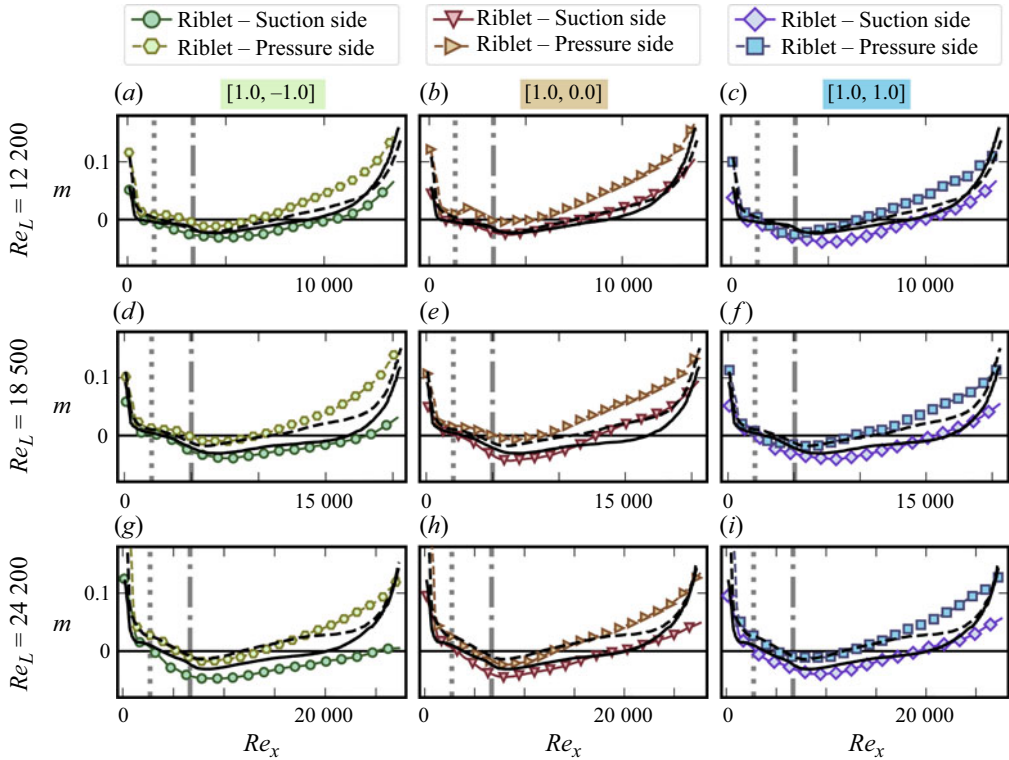 Riblet – Suction side
Riblet – Pressure side
Riblet – Suction side
Riblet – Pressure side
Riblet – Suction side
Riblet – Pressure side
(a) [1.0, –1.0] (b) [1.0, 0.0] (c) [1.0, 1.0]
Re_L = 12 200
m
0.1
0
0 10 000 0 10 000 0 10 000
(d) (e) (f)
Re_L = 18 500
m
0.1
0
0 15 000 0 15 000 0 15 000
(g) (h) (i)
Re_L = 24 200
m
0.1
0
0 20 000 0 20 000 0 20 000
Re_x Re_x Re_x